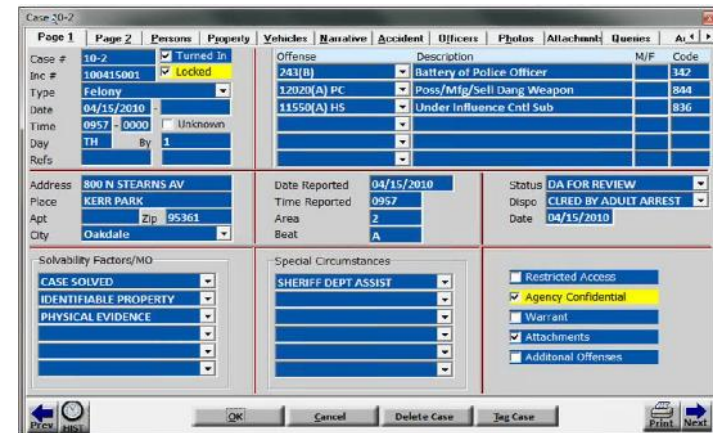 Case 10-2
Page 1 Page 2 Persons Property Vehicles Narrative Accident Officers Photos Attachments Queries
Case # 10-2 Turned In
Inc # 100415001 Locked
Type Felony
Date 04/15/2010 -
Time 0957 - 0000 Unknown
Day TH By 1
Refs
Offense Description M/F Code
243(B) Battery of Police Officer 342
12020(A) PC Poss/Mfg/Sell Dang Weapon 844
11550(A) HS Under Influence Cntl Sub 836
Address 800 N STEARNS AV
Place KERR PARK
Apt Zip 95361
City Oakdale
Date Reported 04/15/2010
Time Reported 0957
Area 2
Beat A
Status DA FOR REVIEW
Dispo CLRED BY ADULT ARREST
Date 04/15/2010
Solvability Factors/MO
CASE SOLVED
IDENTIFIABLE PROPERTY
PHYSICAL EVIDENCE
Special Circumstances
SHERIFF DEPT ASSIST
Restricted Access
Agency Confidential
Warrant
Attachments
Additonal Offenses
Prev HIST OK Cancel Delete Case Tag Case Print Next